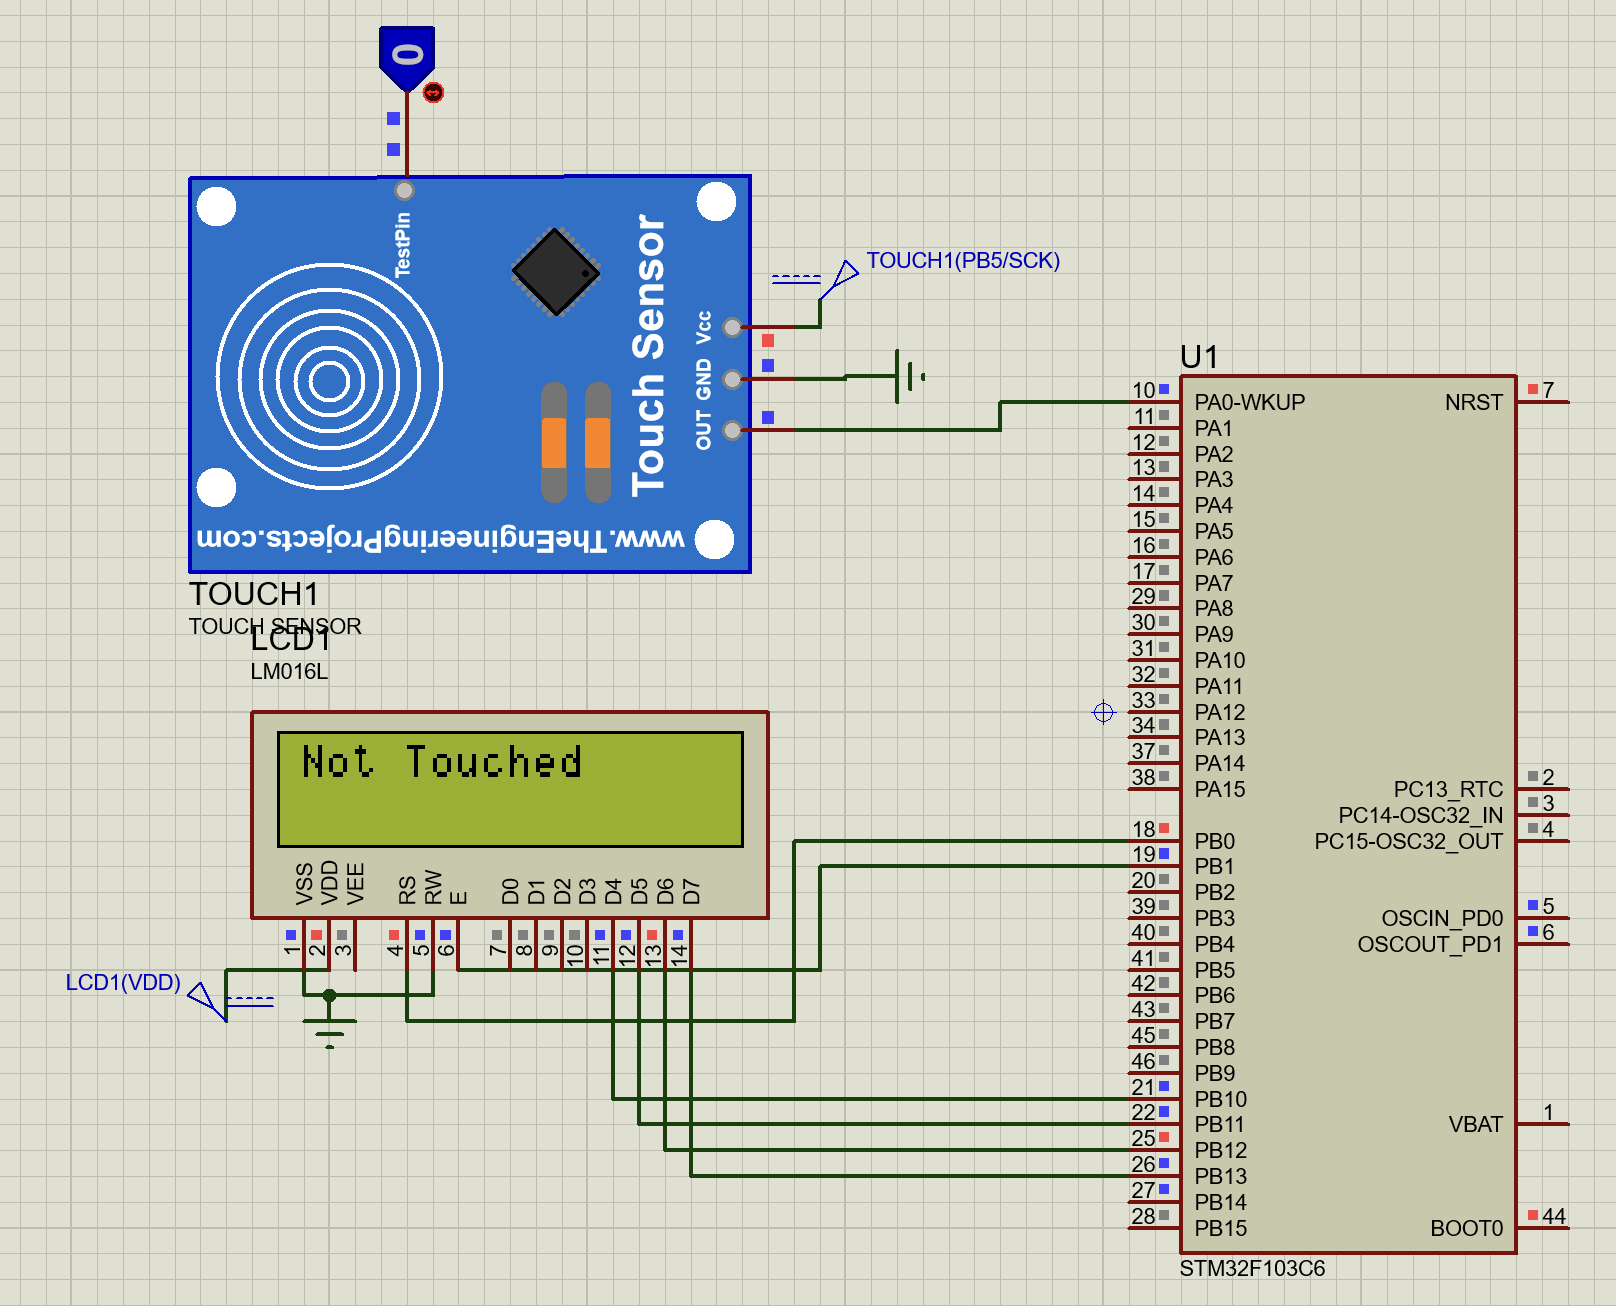 0
TestPin
Touch Sensor
Vcc
GND
OUT
www.TheEngineeringProjects.com
TOUCH1(PB5/SCK)
TOUCH1
TOUCH SENSOR
LCD1
LM016L
Not Touched
VSS
VDD
VEE
RS
RW
E
D0
D1
D2
D3
D4
D5
D6
D7
1
2
3
4
5
6
7
8
9
10
11
12
13
14
LCD1(VDD)
U1
10 PA0-WKUP
11 PA1
12 PA2
13 PA3
14 PA4
15 PA5
16 PA6
17 PA7
29 PA8
30 PA9
31 PA10
32 PA11
33 PA12
34 PA13
37 PA14
38 PA15
18 PB0
19 PB1
20 PB2
39 PB3
40 PB4
41 PB5
42 PB6
43 PB7
45 PB8
46 PB9
21 PB10
22 PB11
25 PB12
26 PB13
27 PB14
28 PB15
NRST 7
PC13_RTC 2
PC14-OSC32_IN 3
PC15-OSC32_OUT 4
OSCIN_PD0 5
OSCOUT_PD1 6
VBAT 1
BOOT0 44
STM32F103C6